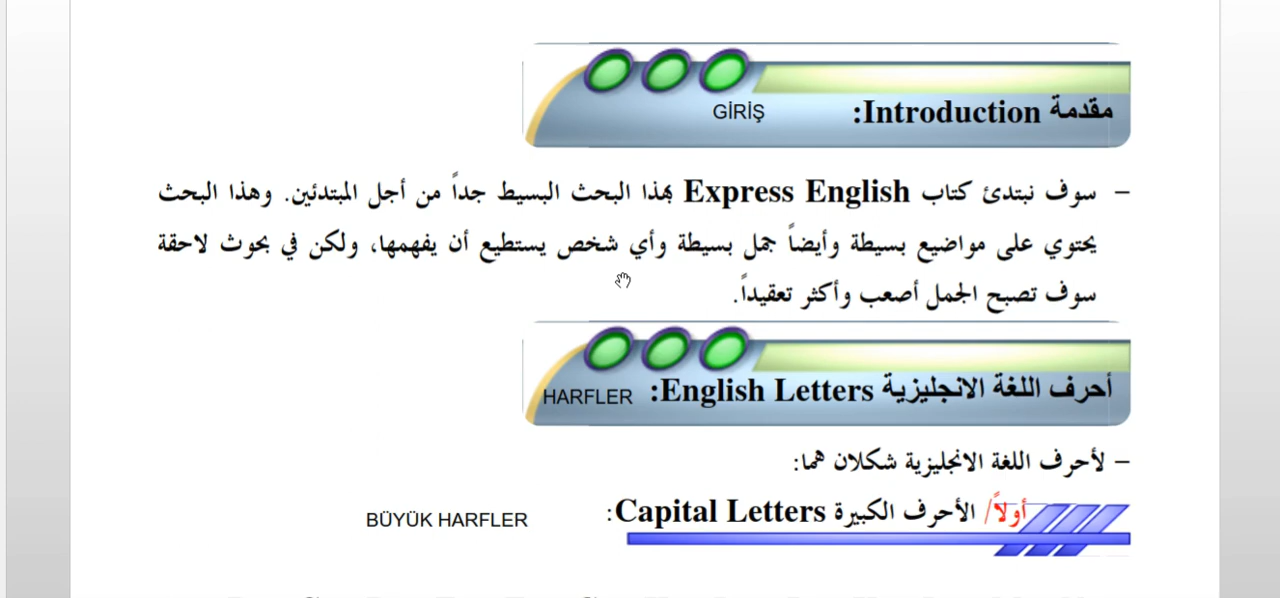 مقدمة Introduction:
GİRİŞ
– سوف نبتدئ كتاب Express English بهذا البحث البسيط جداً من أجل المبتدئين. وهذا البحث
يحتوي على مواضيع بسيطة وأيضاً جمل بسيطة وأي شخص يستطيع أن يفهمها، ولكن في بحوث لاحقة
سوف تصبح الجمل أصعب وأكثر تعقيداً.
أحرف اللغة الانجليزية English Letters:
HARFLER
– لأحرف اللغة الانجليزية شكلان هما:
أولاً/ الأحرف الكبيرة Capital Letters:
BÜYÜK HARFLER